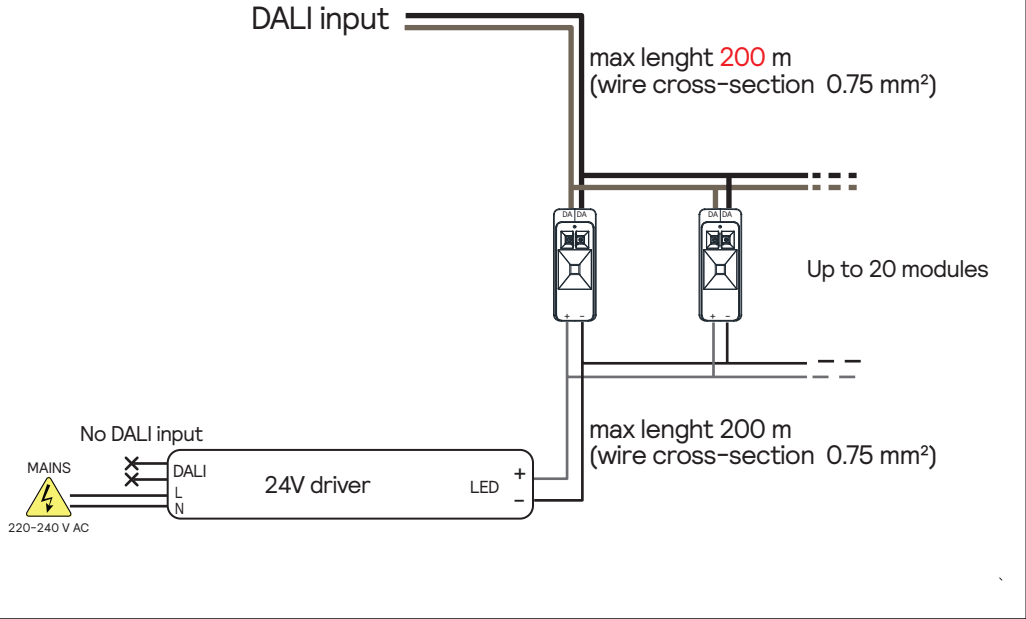 DALI input
max lenght 200 m
(wire cross-section 0.75 mm²)
DA DA
DA DA
Up to 20 modules
+ −
+ −
No DALI input
MAINS
220-240 V AC
DALI
L
N
24V driver
LED
+
−
max lenght 200 m
(wire cross-section 0.75 mm²)
`